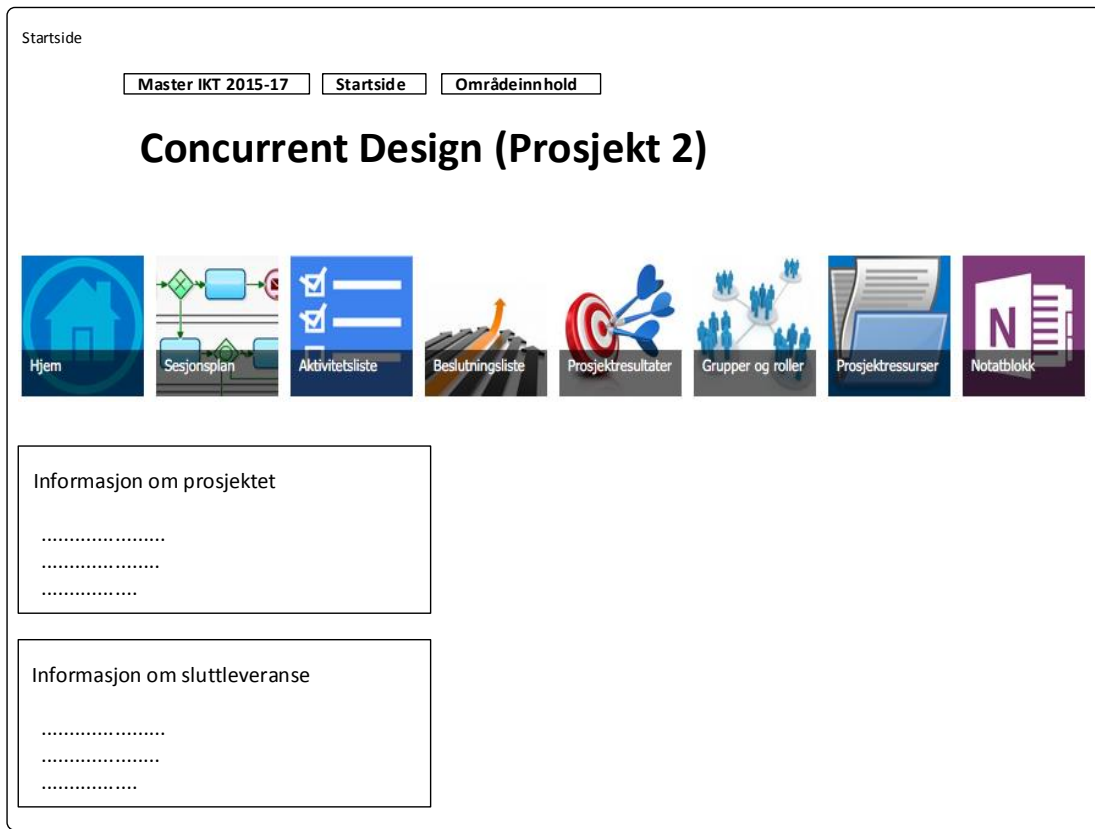 Startside
Master IKT 2015-17 Startside Områdeinnhold
Concurrent Design (Prosjekt 2)
Hjem Sesjonsplan Aktivitetsliste Beslutningsliste Prosjektresultater Grupper og roller Prosjektressurser Notatblokk
N
Informasjon om prosjektet
......................
.....................
.................
Informasjon om sluttleveranse
......................
.....................
.................